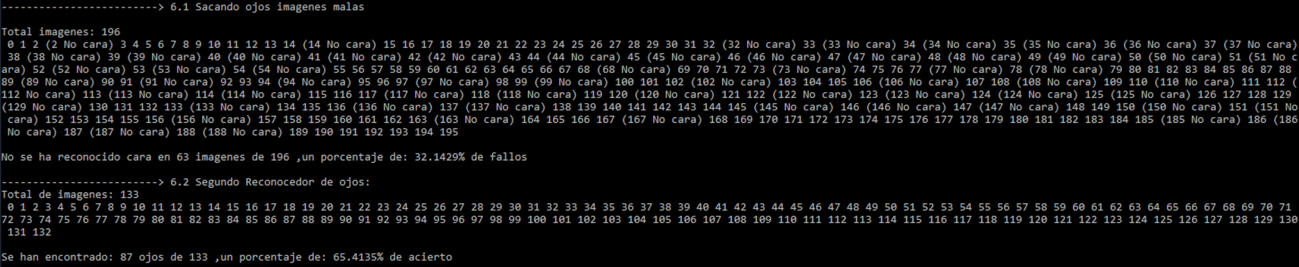 -------------------------> 6.1 Sacando ojos imagenes malas
Total imagenes: 196
0 1 2 (2 No cara) 3 4 5 6 7 8 9 10 11 12 13 14 (14 No cara) 15 16 17 18 19 20 21 22 23 24 25 26 27 28 29 30 31 32 (32 No cara) 33 (33 No cara) 34 (34 No cara) 35 (35 No cara) 36 (36 No cara) 37 (37 No cara)
38 (38 No cara) 39 (39 No cara) 40 (40 No cara) 41 (41 No cara) 42 (42 No cara) 43 44 (44 No cara) 45 (45 No cara) 46 (46 No cara) 47 (47 No cara) 48 (48 No cara) 49 (49 No cara) 50 (50 No cara) 51 (51 No c
ara) 52 (52 No cara) 53 (53 No cara) 54 (54 No cara) 55 56 57 58 59 60 61 62 63 64 65 66 67 68 (68 No cara) 69 70 71 72 73 (73 No cara) 74 75 76 77 (77 No cara) 78 (78 No cara) 79 80 81 82 83 84 85 86 87 88
89 (89 No cara) 90 91 (91 No cara) 92 93 94 (94 No cara) 95 96 97 (97 No cara) 98 99 (99 No cara) 100 101 102 (102 No cara) 103 104 105 106 (106 No cara) 107 108 (108 No cara) 109 110 (110 No cara) 111 112 (
112 No cara) 113 (113 No cara) 114 (114 No cara) 115 116 117 (117 No cara) 118 (118 No cara) 119 120 (120 No cara) 121 122 (122 No cara) 123 (123 No cara) 124 (124 No cara) 125 (125 No cara) 126 127 128 129
(129 No cara) 130 131 132 133 (133 No cara) 134 135 136 (136 No cara) 137 (137 No cara) 138 139 140 141 142 143 144 145 (145 No cara) 146 (146 No cara) 147 (147 No cara) 148 149 150 (150 No cara) 151 (151 No
cara) 152 153 154 155 156 (156 No cara) 157 158 159 160 161 162 163 (163 No cara) 164 165 166 167 (167 No cara) 168 169 170 171 172 173 174 175 176 177 178 179 180 181 182 183 184 185 (185 No cara) 186 (186
No cara) 187 (187 No cara) 188 (188 No cara) 189 190 191 192 193 194 195
No se ha reconocido cara en 63 imagenes de 196 ,un porcentaje de: 32.1429% de fallos
-------------------------> 6.2 Segundo Reconocedor de ojos:
Total de imagenes: 133
0 1 2 3 4 5 6 7 8 9 10 11 12 13 14 15 16 17 18 19 20 21 22 23 24 25 26 27 28 29 30 31 32 33 34 35 36 37 38 39 40 41 42 43 44 45 46 47 48 49 50 51 52 53 54 55 56 57 58 59 60 61 62 63 64 65 66 67 68 69 70 71
72 73 74 75 76 77 78 79 80 81 82 83 84 85 86 87 88 89 90 91 92 93 94 95 96 97 98 99 100 101 102 103 104 105 106 107 108 109 110 111 112 113 114 115 116 117 118 119 120 121 122 123 124 125 126 127 128 129 130
131 132
Se han encontrado: 87 ojos de 133 ,un porcentaje de: 65.4135% de acierto